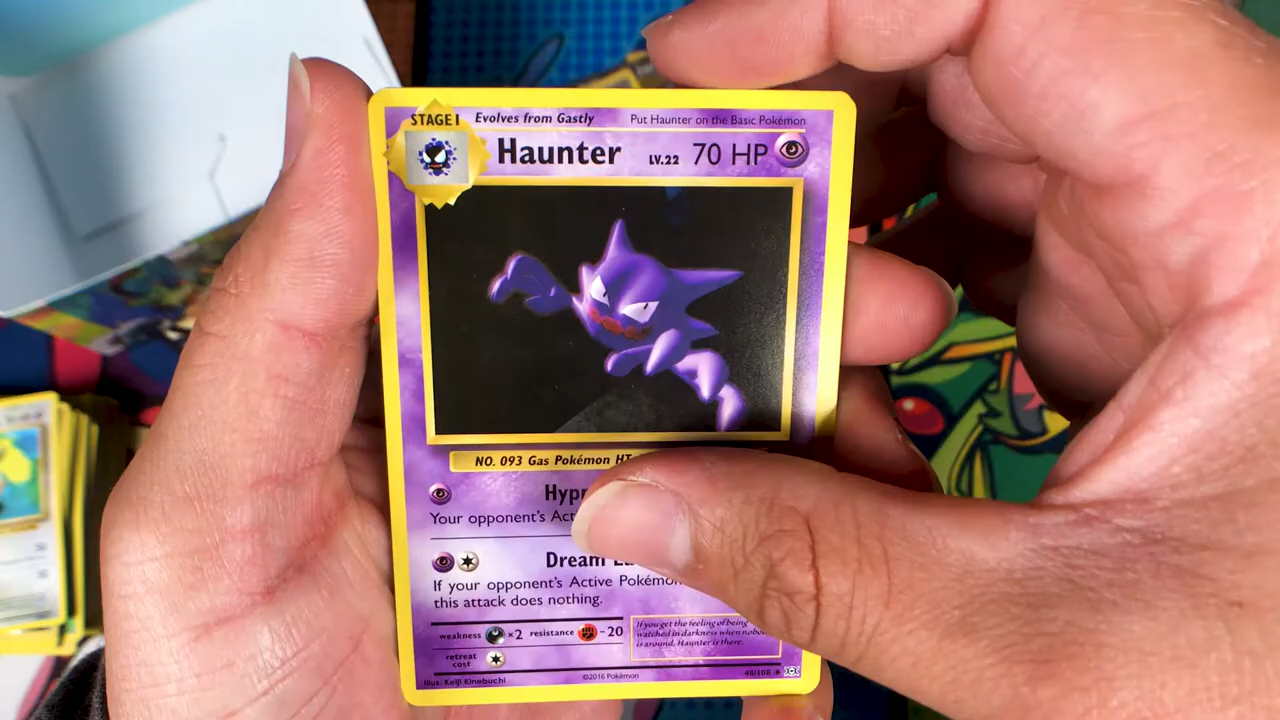 STAGE 1 Evolves from Gastly Put Haunter on the Basic Pokémon
Haunter LV.22 70 HP
NO. 093 Gas Pokémon HT
Hypn
Your opponent's Act
Dream
If your opponent's Active Pokémon
this attack does nothing.
weakness ×2 resistance -20
If you get the feeling of being
watched in darkness when nobod
is around, Haunter is there.
retreat
cost
Illus. Keiji Kinebuchi ©2016 Pokémon 48/108